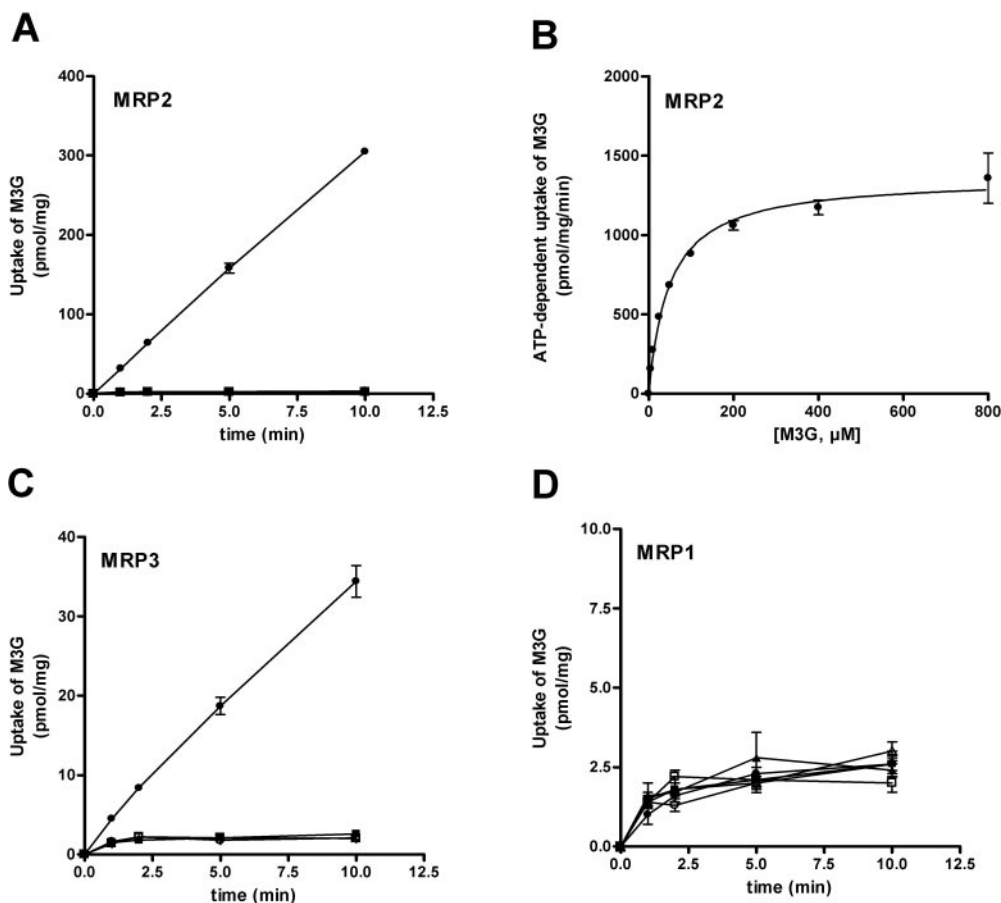 A
MRP2
Uptake of M3G
(pmol/mg)
400
300
200
100
0
0.0 2.5 5.0 7.5 10.0 12.5
time (min)
B
MRP2
ATP-dependent uptake of M3G
(pmol/mg/min)
2000
1500
1000
500
0
0 200 400 600 800
[M3G, µM]
C
MRP3
Uptake of M3G
(pmol/mg)
40
30
20
10
0
0.0 2.5 5.0 7.5 10.0 12.5
time (min)
D
MRP1
Uptake of M3G
(pmol/mg)
10.0
7.5
5.0
2.5
0.0
0.0 2.5 5.0 7.5 10.0 12.5
time (min)